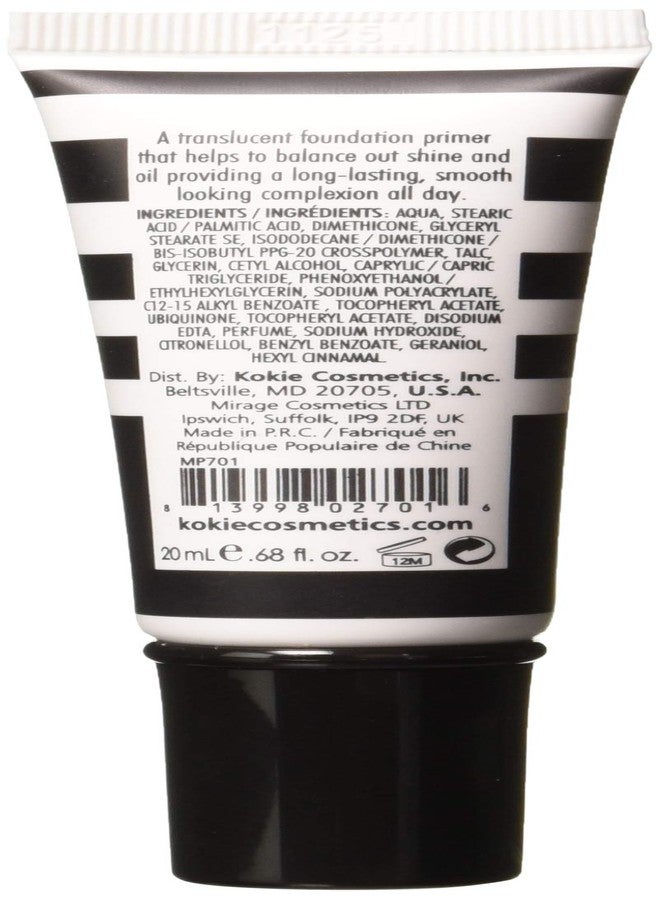 1125
A translucent foundation primer
that helps to balance out shine and
oil providing a long-lasting, smooth
looking complexion all day.
INGREDIENTS / INGRÉDIENTS: AQUA, STEARIC
ACID / PALMITIC ACID, DIMETHICONE, GLYCERYL
STEARATE SE, ISODODECANE / DIMETHICONE /
BIS-ISOBUTYL PPG-20 CROSSPOLYMER, TALC,
GLYCERIN, CETYL ALCOHOL, CAPRYLIC / CAPRIC
TRIGLYCERIDE, PHENOXYETHANOL /
ETHYLHEXYLGLYCERIN, SODIUM POLYACRYLATE,
C12-15 ALKYL BENZOATE , TOCOPHERYL ACETATE,
UBIQUINONE, TOCOPHERYL ACETATE, DISODIUM
EDTA, PERFUME, SODIUM HYDROXIDE,
CITRONELLOL, BENZYL BENZOATE, GERANIOL,
HEXYL CINNAMAL.
Dist. By: Kokie Cosmetics, Inc.
Beltsville, MD 20705, U.S.A.
Mirage Cosmetics LTD
Ipswich, Suffolk, IP9 2DF, UK
Made in P.R.C. / Fabriqué en
République Populaire de Chine
MP701
8 13998 02701 6
kokiecosmetics.com
20 mL e .68 fl. oz. 12M